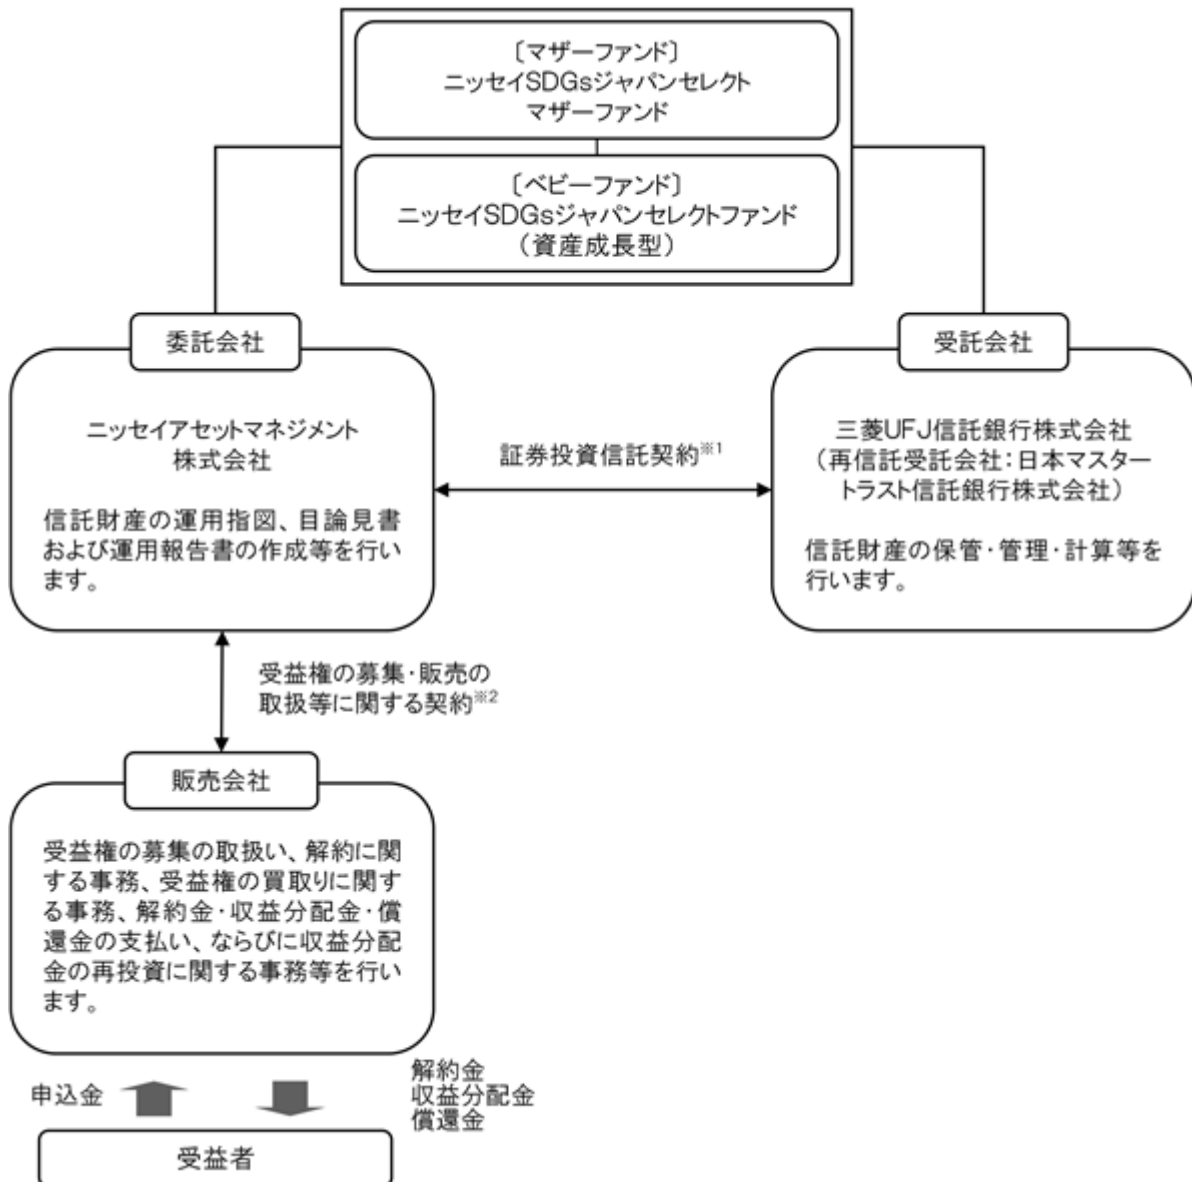 〔マザーファンド〕
ニッセイSDGsジャパンセレクト
マザーファンド
〔ベビーファンド〕
ニッセイSDGsジャパンセレクトファンド
（資産成長型）
委託会社
ニッセイアセットマネジメント
株式会社
信託財産の運用指図、目論見書
および運用報告書の作成等を行い
ます。
証券投資信託契約※1
受託会社
三菱UFJ信託銀行株式会社
（再信託受託会社：日本マスター
トラスト信託銀行株式会社）
信託財産の保管・管理・計算等を
行います。
受益権の募集・販売の
取扱等に関する契約※2
販売会社
受益権の募集の取扱い、解約に関
する事務、受益権の買取りに関す
る事務、解約金・収益分配金・償
還金の支払い、ならびに収益分配
金の再投資に関する事務等を行い
ます。
申込金
解約金
収益分配金
償還金
受益者